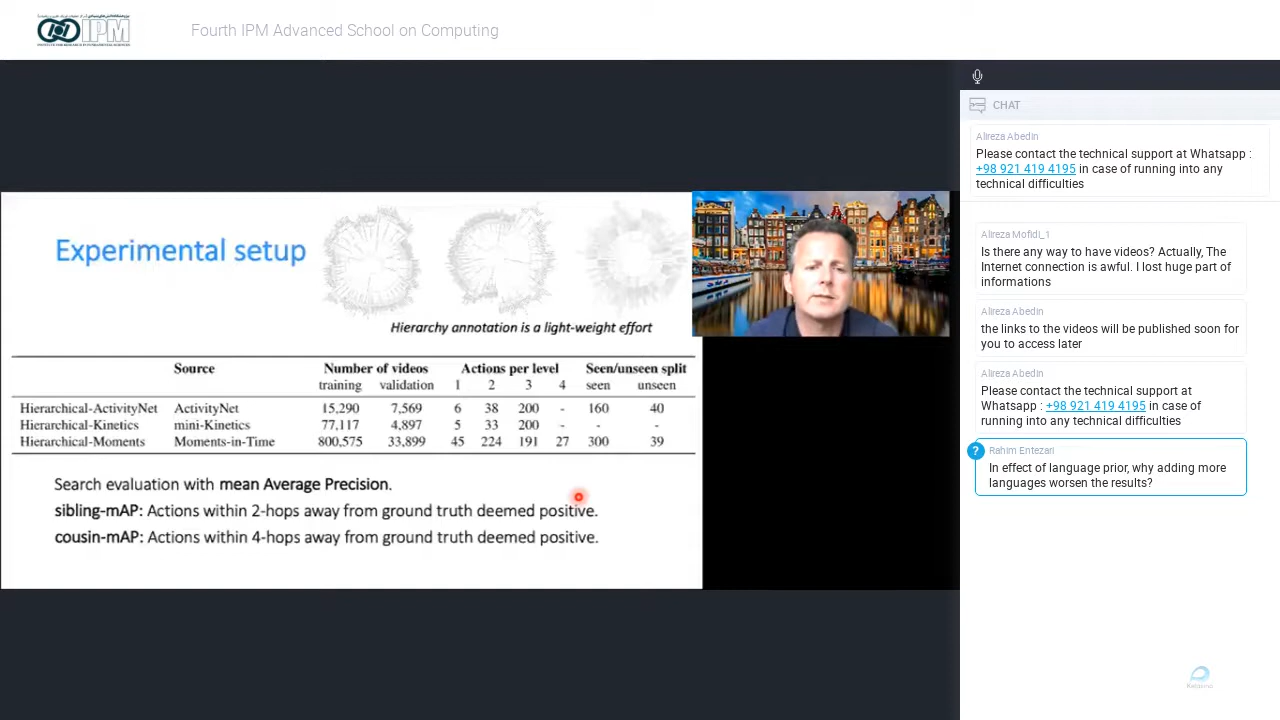 IPM
Fourth IPM Advanced School on Computing
Experimental setup
Hierarchy annotation is a light-weight effort
Source Number of videos Actions per level Seen/unseen split
training validation 1 2 3 4 seen unseen
Hierarchical-ActivityNet ActivityNet 15,290 7,569 6 38 200 - 160 40
Hierarchical-Kinetics mini-Kinetics 77,117 4,897 5 33 200 - - -
Hierarchical-Moments Moments-in-Time 800,575 33,899 45 224 191 27 300 39
Search evaluation with mean Average Precision.
sibling-mAP: Actions within 2-hops away from ground truth deemed positive.
cousin-mAP: Actions within 4-hops away from ground truth deemed positive.
CHAT
Alireza Abedin
Please contact the technical support at Whatsapp :
+98 921 419 4195 in case of running into any
technical difficulties
Alireza Mofidi_1
Is there any way to have videos? Actually, The
Internet connection is awful. I lost huge part of
informations
Alireza Abedin
the links to the videos will be published soon for
you to access later
Alireza Abedin
Please contact the technical support at
Whatsapp : +98 921 419 4195 in case of
running into any technical difficulties
?
Rahim Entezari
In effect of language prior, why adding more
languages worsen the results?